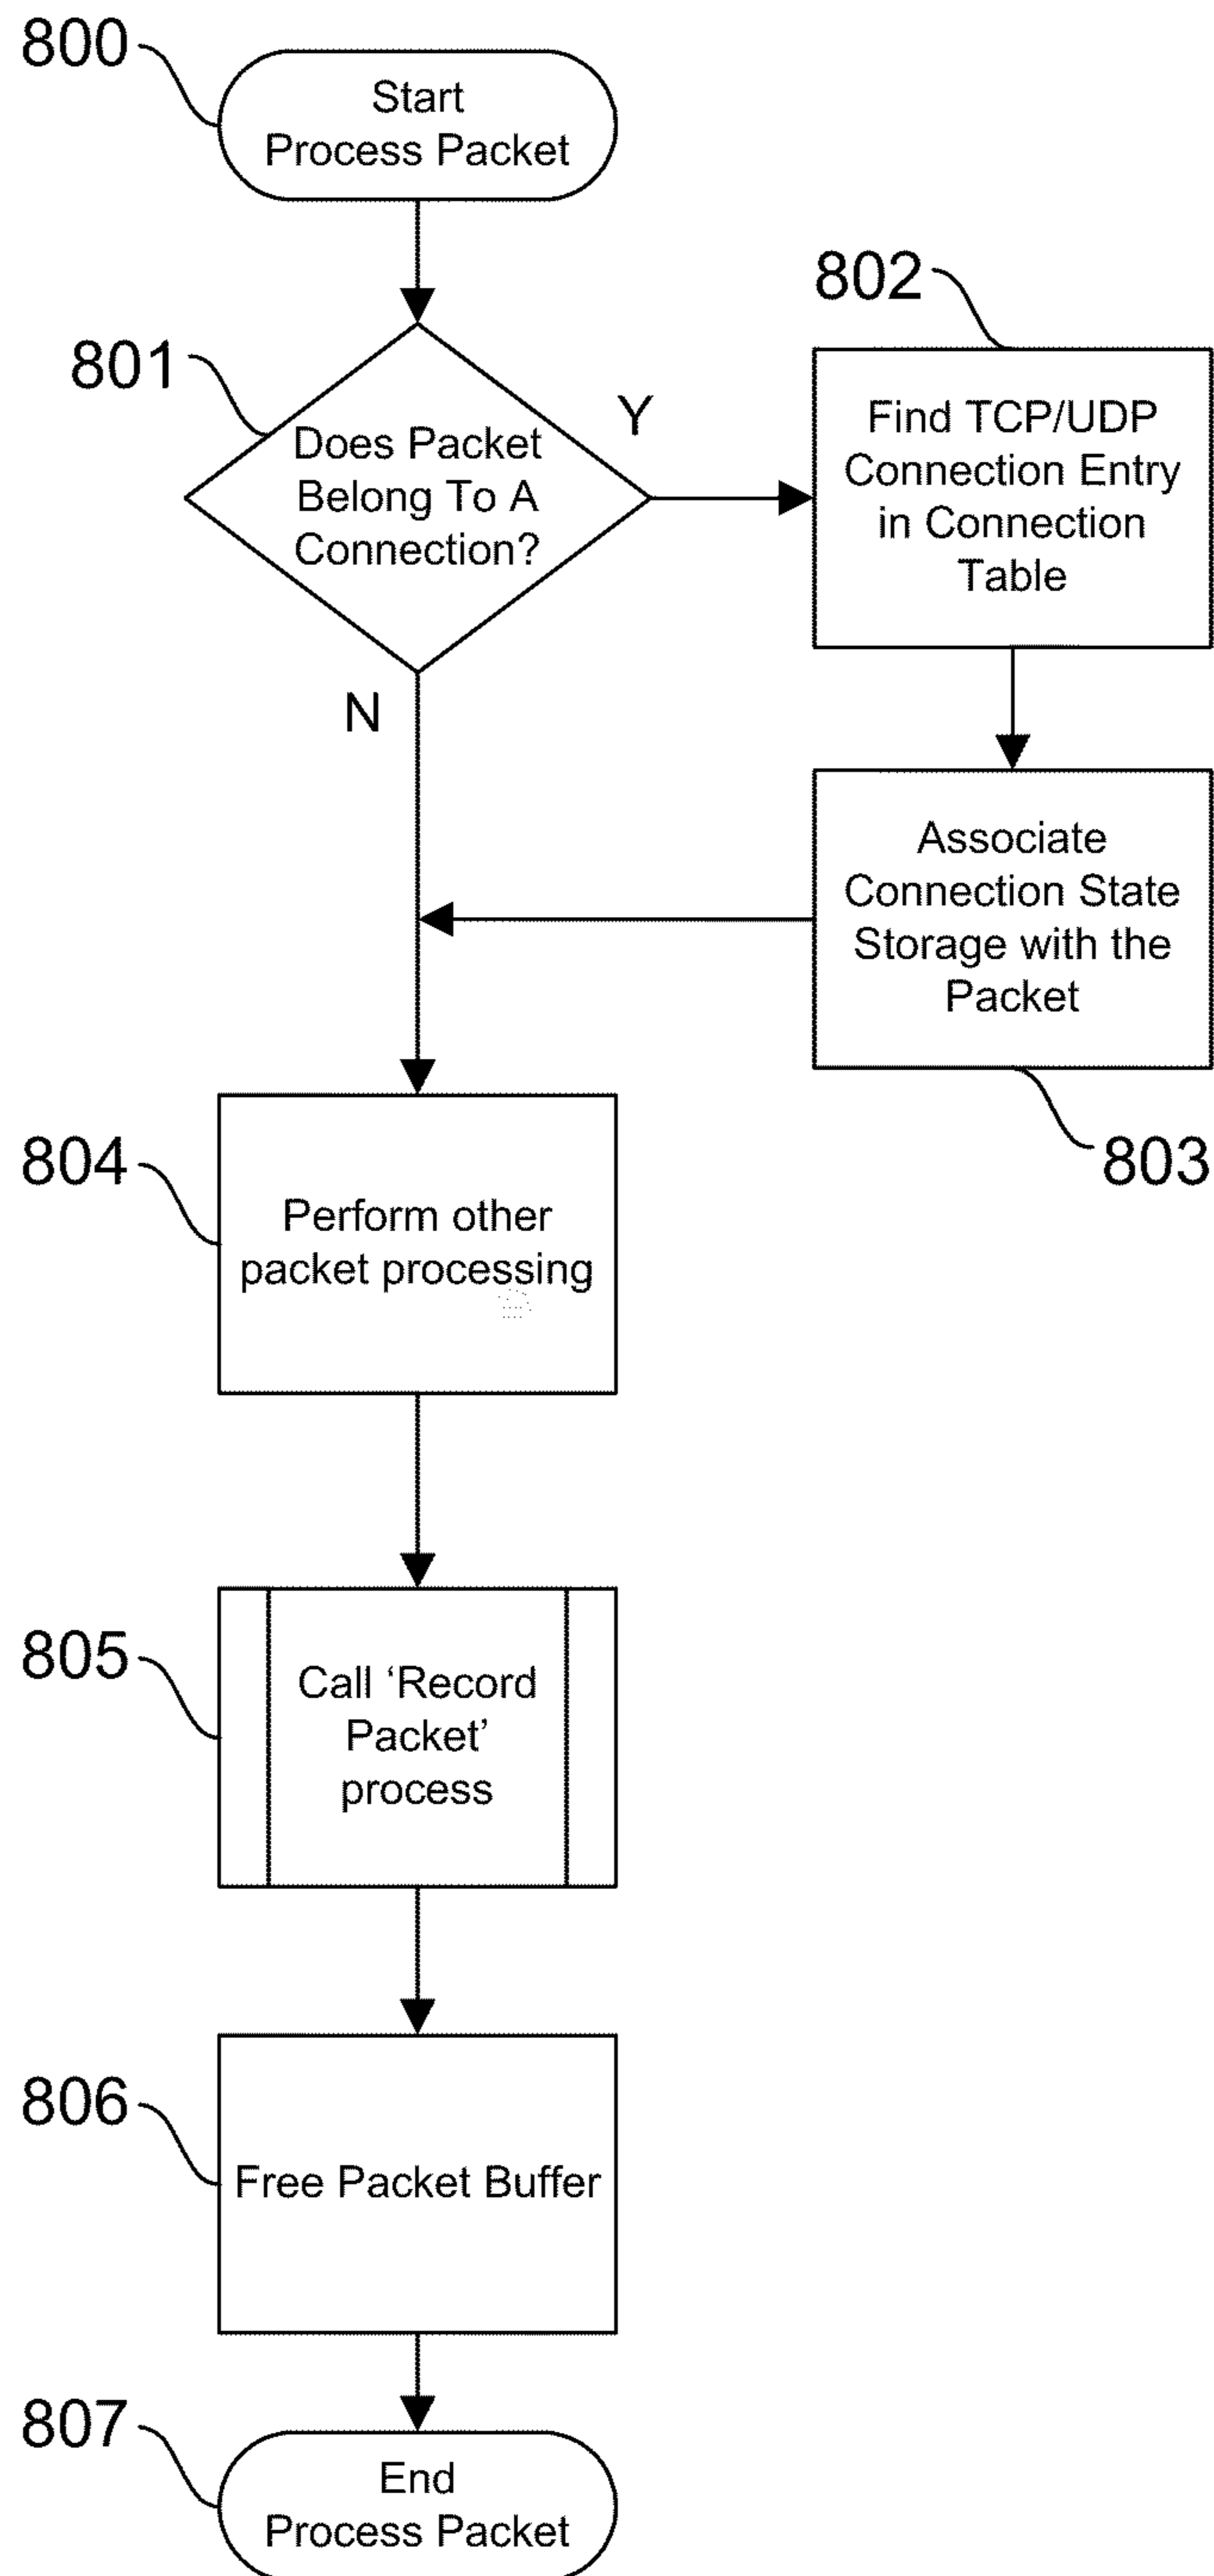 800
Start
Process Packet
801
Does Packet
Belong To A
Connection?
Y
N
802
Find TCP/UDP
Connection Entry
in Connection
Table
Associate
Connection State
Storage with the
Packet
803
804
Perform other
packet processing
805
Call ‘Record
Packet’
process
806
Free Packet Buffer
807
End
Process Packet